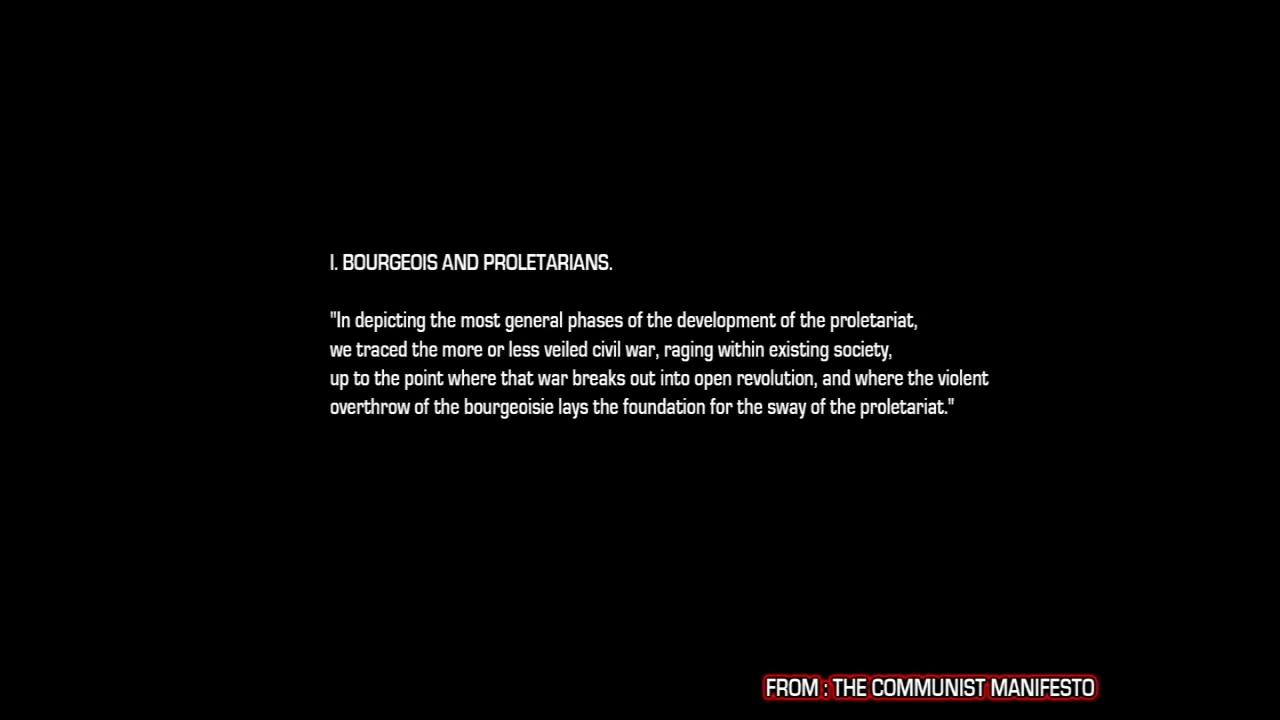 I. BOURGEOIS AND PROLETARIANS.
"In depicting the most general phases of the development of the proletariat,
we traced the more or less veiled civil war, raging within existing society,
up to the point where that war breaks out into open revolution, and where the violent
overthrow of the bourgeoisie lays the foundation for the sway of the proletariat."
FROM : THE COMMUNIST MANIFESTO